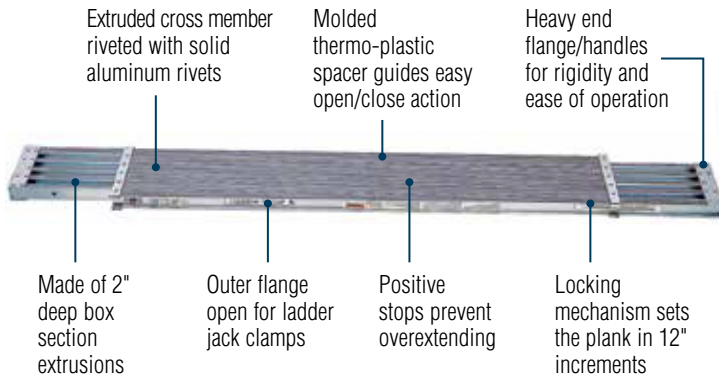 Extruded cross member
riveted with solid
aluminum rivets
Molded
thermo-plastic
spacer guides easy
open/close action
Heavy end
flange/handles
for rigidity and
ease of operation
Made of 2"
deep box
section
extrusions
Outer flange
open for ladder
jack clamps
Positive
stops prevent
overextending
Locking
mechanism sets
the plank in 12"
increments